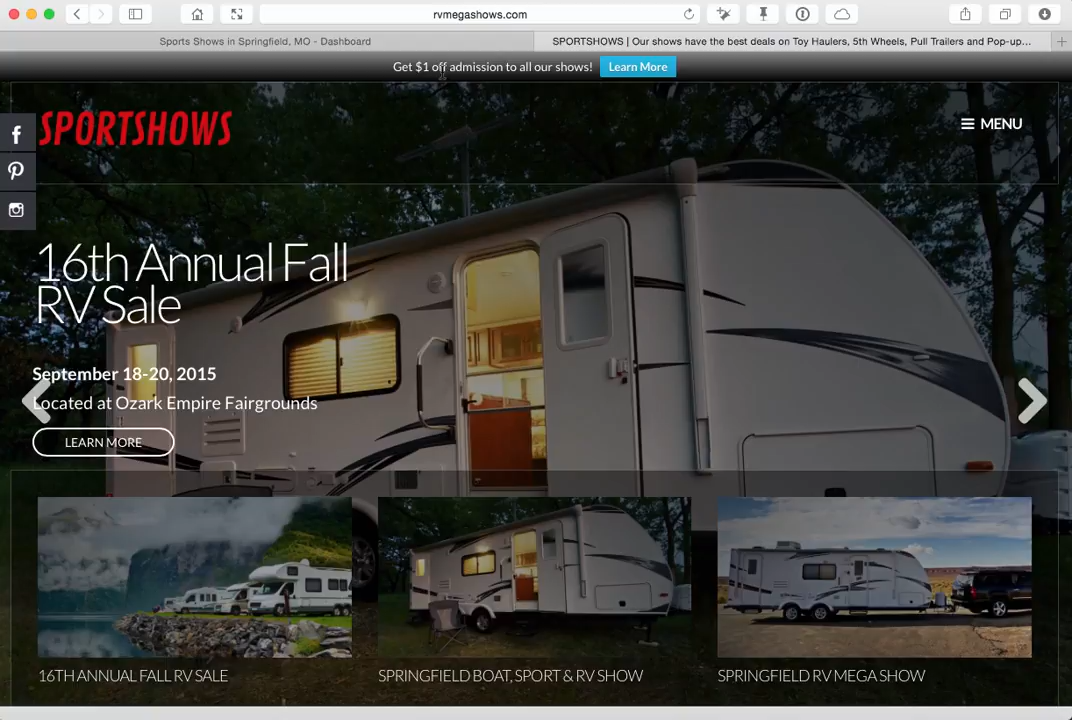 rvmegashows.com
Sports Shows in Springfield, MO - Dashboard
SPORTSHOWS | Our shows have the best deals on Toy Haulers, 5th Wheels, Pull Trailers and Pop-up...
Get $1 off admission to all our shows! Learn More
SPORTSHOWS
MENU
16th Annual Fall
RV Sale
September 18-20, 2015
Located at Ozark Empire Fairgrounds
LEARN MORE
16TH ANNUAL FALL RV SALE
SPRINGFIELD BOAT, SPORT & RV SHOW
SPRINGFIELD RV MEGA SHOW